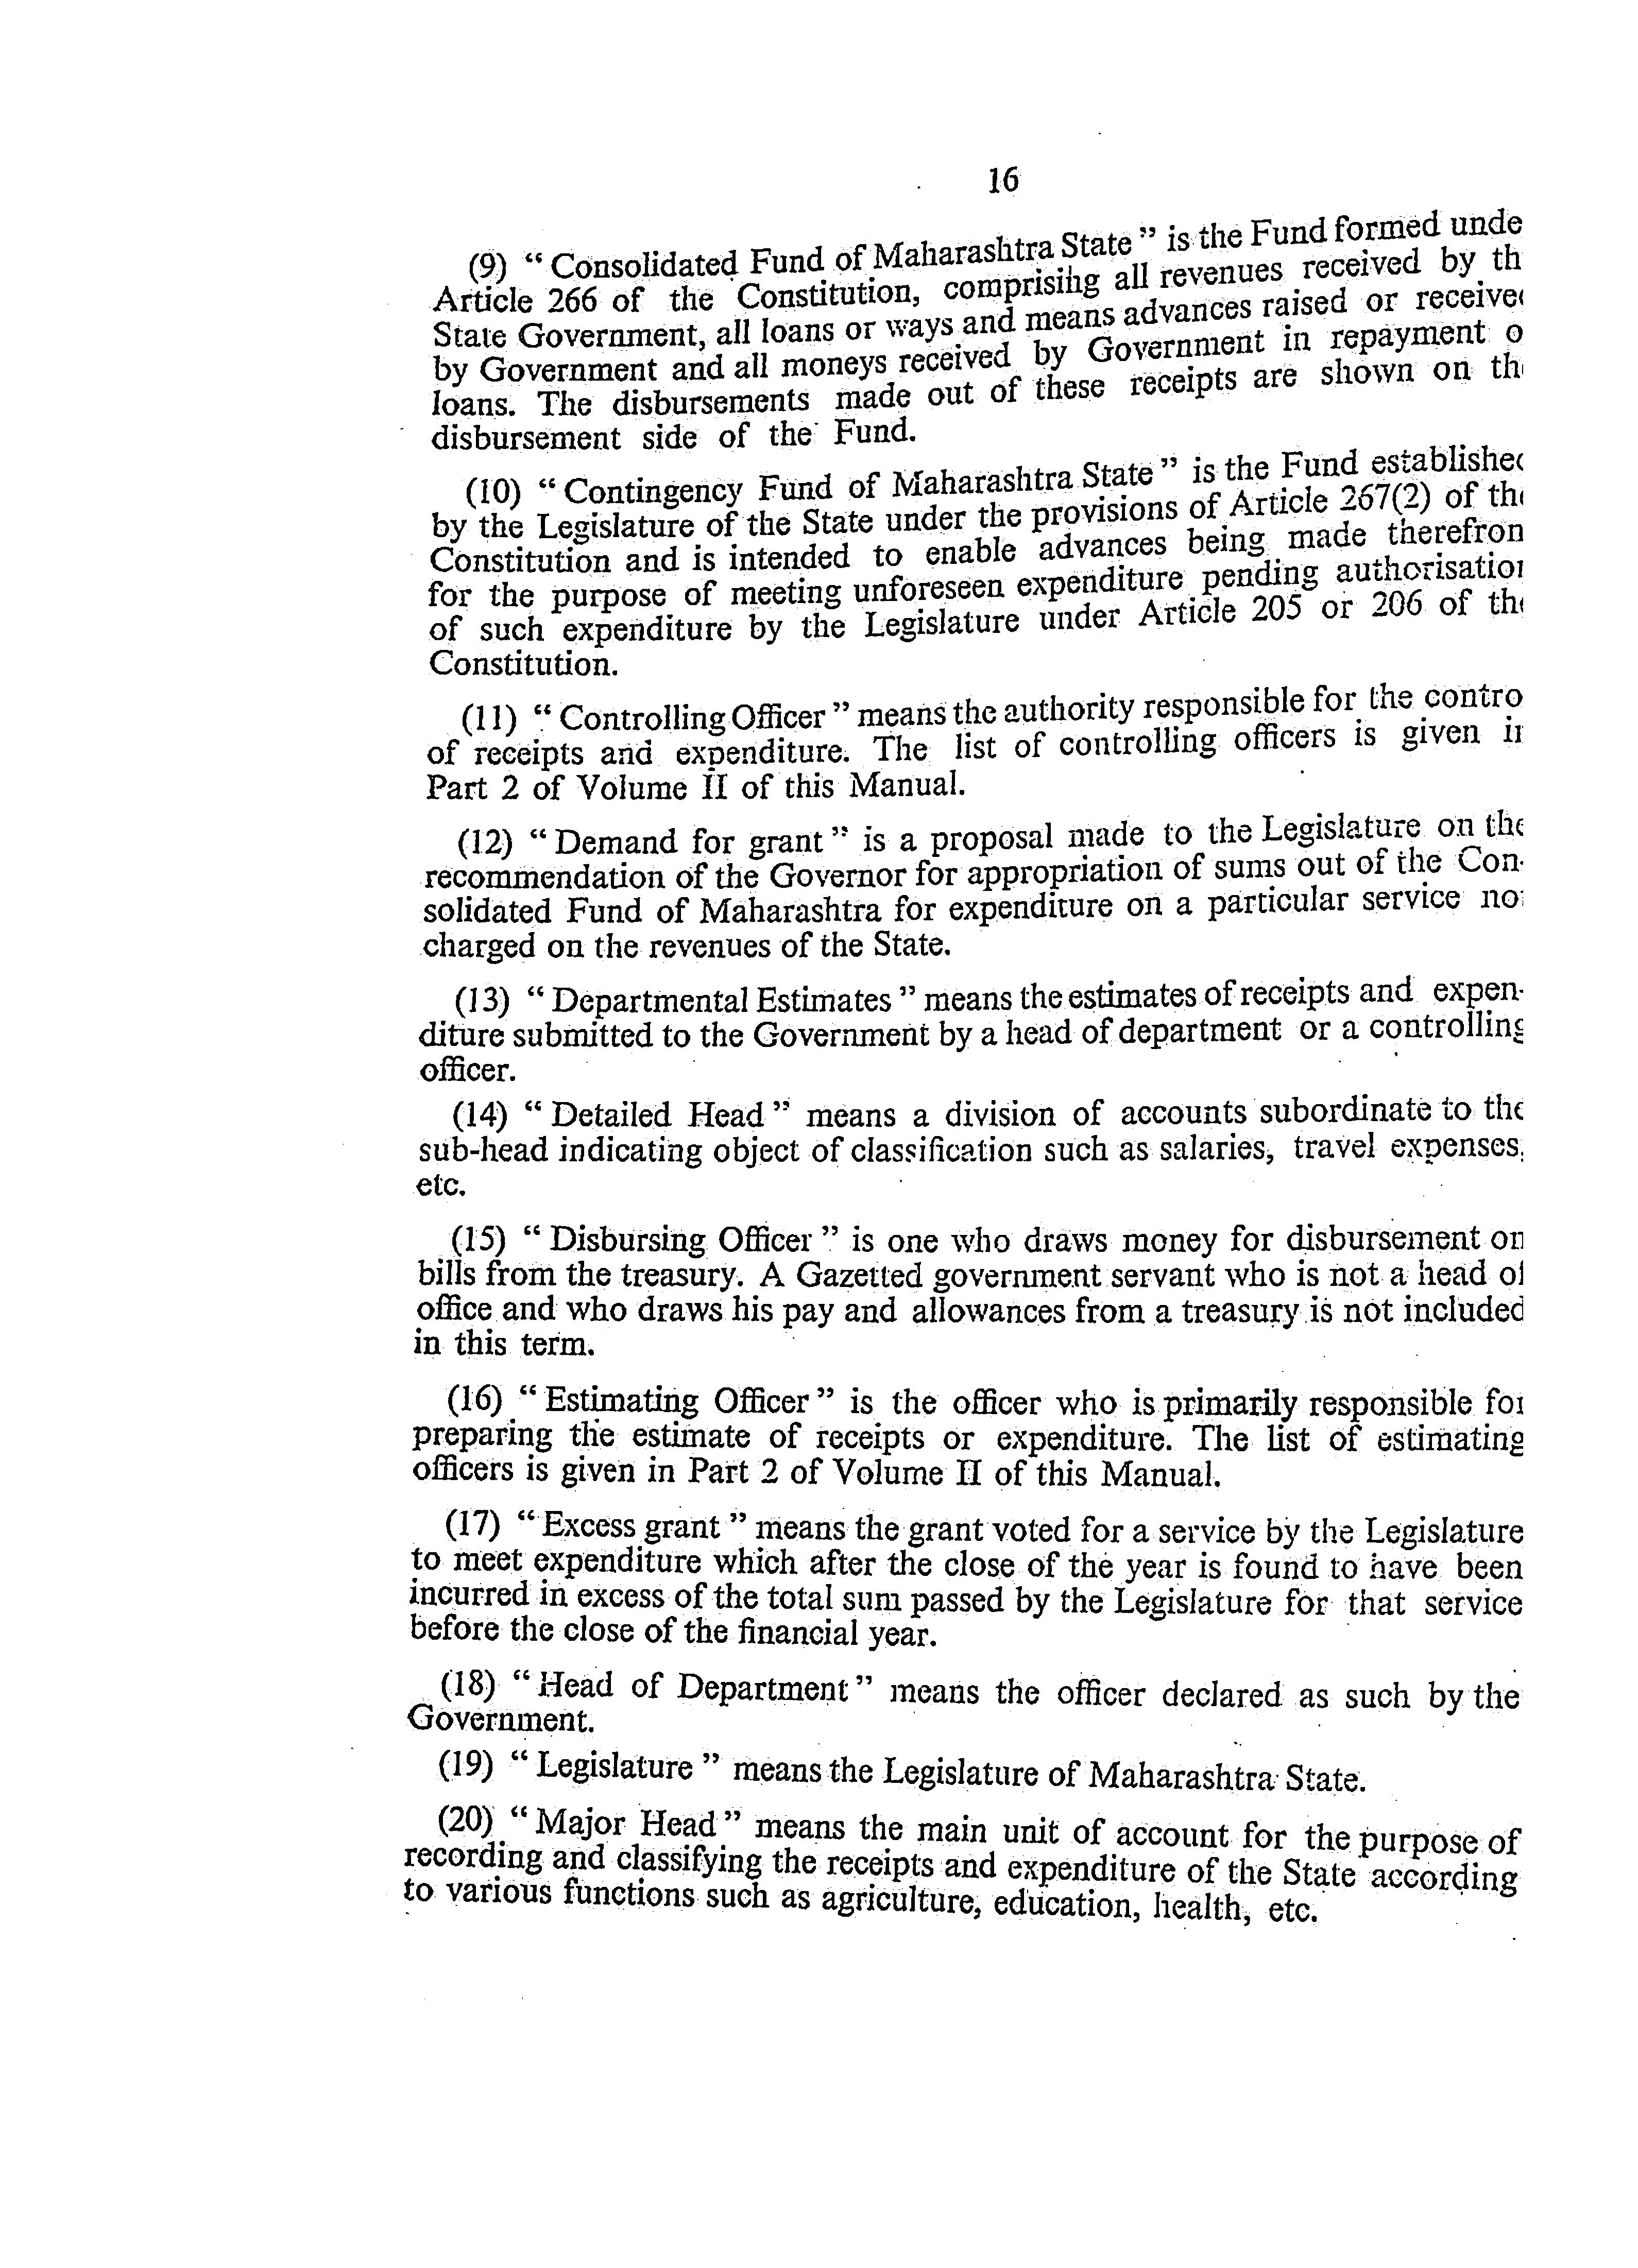 16
(9) “ Consolidated Fund of Maharashtra State ” is the Fund formed unde
Article 266 of the Constitution, comprising all revenues received by th
State Government, all loans or ways and means advances raised or receive
by Government and all moneys received by Government in repayment o
loans. The disbursements made out of these receipts are shown on th
disbursement side of the Fund.
(10) “ Contingency Fund of Maharashtra State ” is the Fund establishe
by the Legislature of the State under the provisions of Article 267(2) of th
Constitution and is intended to enable advances being made therefron
for the purpose of meeting unforeseen expenditure pending authorisatio
of such expenditure by the Legislature under Article 205 or 206 of th
Constitution.
(11) “ Controlling Officer ” means the authority responsible for the contro
of receipts and expenditure. The list of controlling officers is given i
Part 2 of Volume II of this Manual.
(12) “ Demand for grant ” is a proposal made to the Legislature on the
recommendation of the Governor for appropriation of sums out of the Con-
solidated Fund of Maharashtra for expenditure on a particular service no
charged on the revenues of the State.
(13) “ Departmental Estimates ” means the estimates of receipts and expen-
diture submitted to the Government by a head of department or a controlling
officer.
(14) “ Detailed Head ” means a division of accounts subordinate to the
sub-head indicating object of classification such as salaries, travel expenses,
etc.
(15) “ Disbursing Officer ” is one who draws money for disbursement on
bills from the treasury. A Gazetted government servant who is not a head of
office and who draws his pay and allowances from a treasury is not included
in this term.
(16) “ Estimating Officer ” is the officer who is primarily responsible for
preparing the estimate of receipts or expenditure. The list of estimating
officers is given in Part 2 of Volume II of this Manual.
(17) “ Excess grant ” means the grant voted for a service by the Legislature
to meet expenditure which after the close of the year is found to have been
incurred in excess of the total sum passed by the Legislature for that service
before the close of the financial year.
(18) “ Head of Department ” means the officer declared as such by the
Government.
(19) “ Legislature ” means the Legislature of Maharashtra State.
(20) “ Major Head ” means the main unit of account for the purpose of
recording and classifying the receipts and expenditure of the State according
to various functions such as agriculture, education, health, etc.